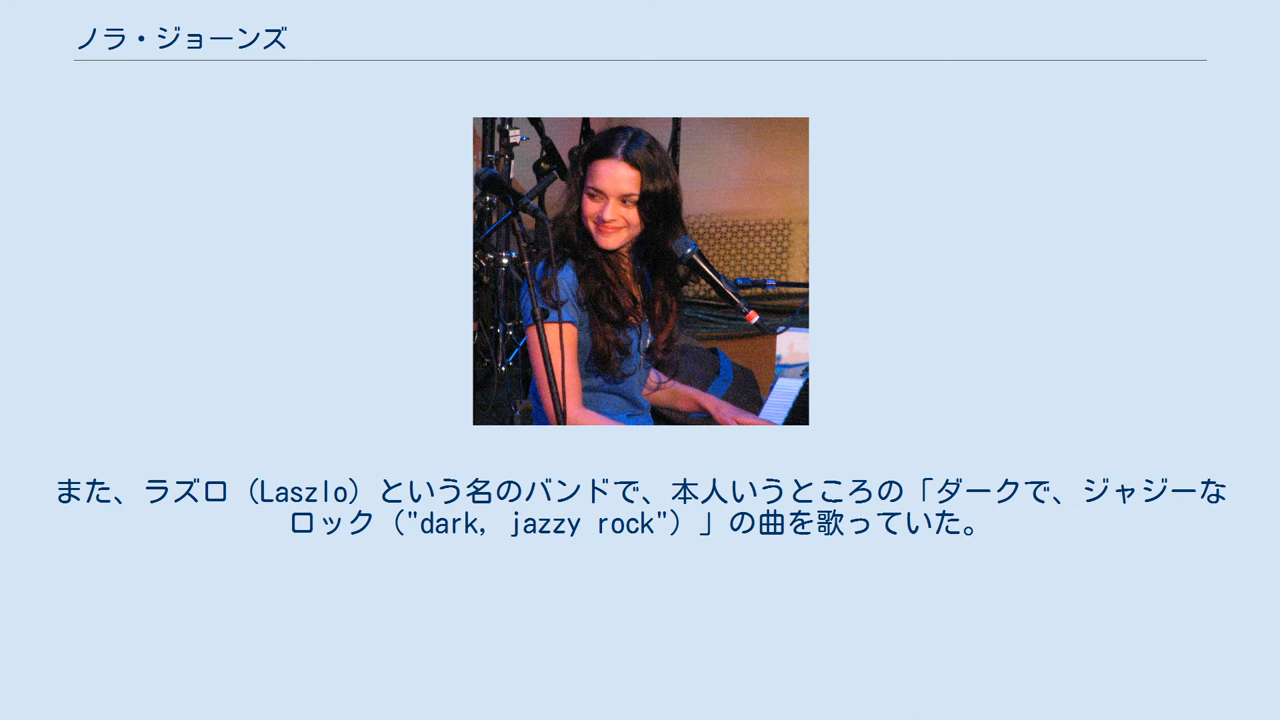 ノラ・ジョーンズ
また、ラズロ（Laszlo）という名のバンドで、本人いうところの「ダークで、ジャジーな
ロック（"dark, jazzy rock"）」の曲を歌っていた。